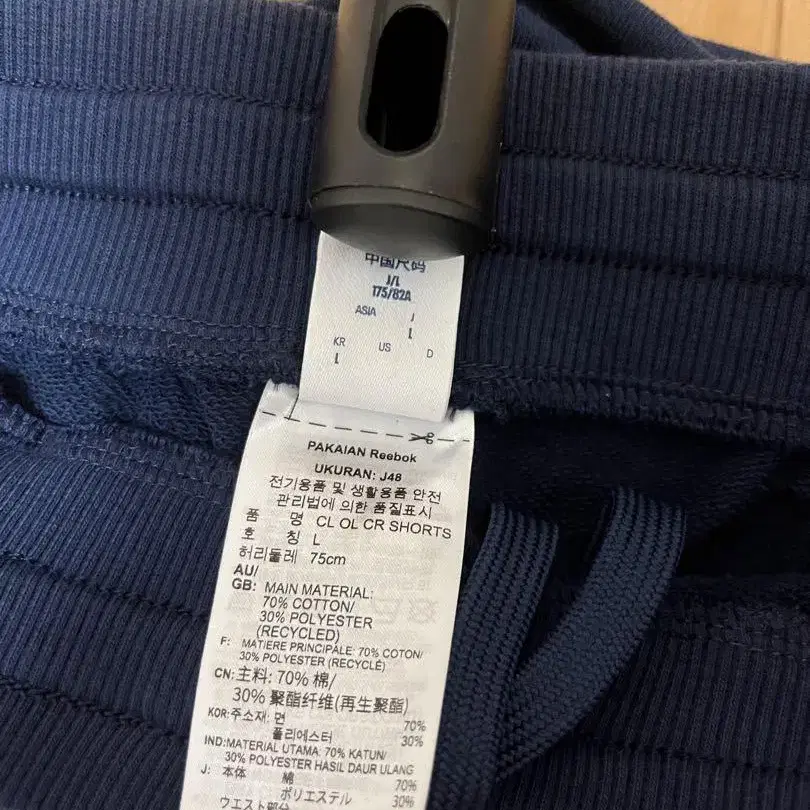 中国尺码
J/L
175/82A
ASIA J
L
KR US D
L
PAKAIAN Reebok
UKURAN: J48
전기용품 및 생활용품 안전
관리법에 의한 품질표시
품 명 CL OL CR SHORTS
호 칭 L
허리둘레 75cm
AU/
GB: MAIN MATERIAL:
70% COTTON/
30% POLYESTER
(RECYCLED)
F: MATIERE PRINCIPALE: 70% COTON/
30% POLYESTER (RECYCLÉ)
CN:主料: 70% 棉/
30% 聚酯纤维(再生聚酯)
KOR:주소재: 면 70%
폴리에스터 30%
IND:MATERIAL UTAMA: 70% KATUN/
30% POLYESTER HASIL DAUR ULANG
J: 本体 綿 70%
ポリエステル 30%
ウエスト部分